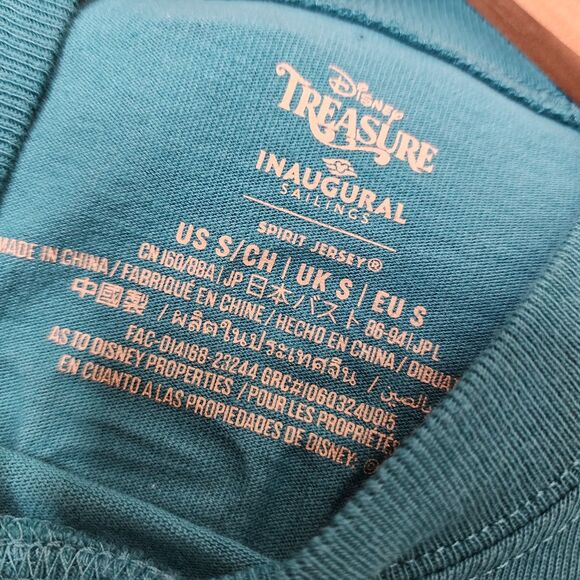 Disney
TREASURE
INAUGURAL
SAILINGS
SPIRIT JERSEY®
US S/CH | UK S | EU S
CN 160/88A | JP 日本バスト 86-94 | JP L
MADE IN CHINA / FABRIQUÉ EN CHINE / HECHO EN CHINA / DIBUAT
中國製 / ผลิตในประเทศจีน /
FAC-014168-23244 GRC#1060324U015
AS TO DISNEY PROPERTIES / POUR LES PROPRIÉTÉS
EN CUANTO A LAS PROPIEDADES DE DISNEY: ©